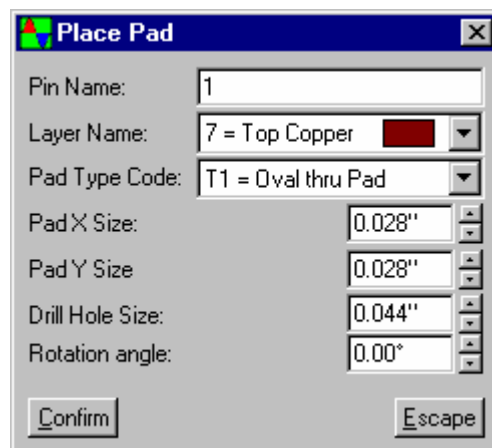 Place Pad
Pin Name: 1
Layer Name: 7 = Top Copper
Pad Type Code: T1 = Oval thru Pad
Pad X Size: 0.028"
Pad Y Size 0.028"
Drill Hole Size: 0.044"
Rotation angle: 0.00°
Confirm Escape